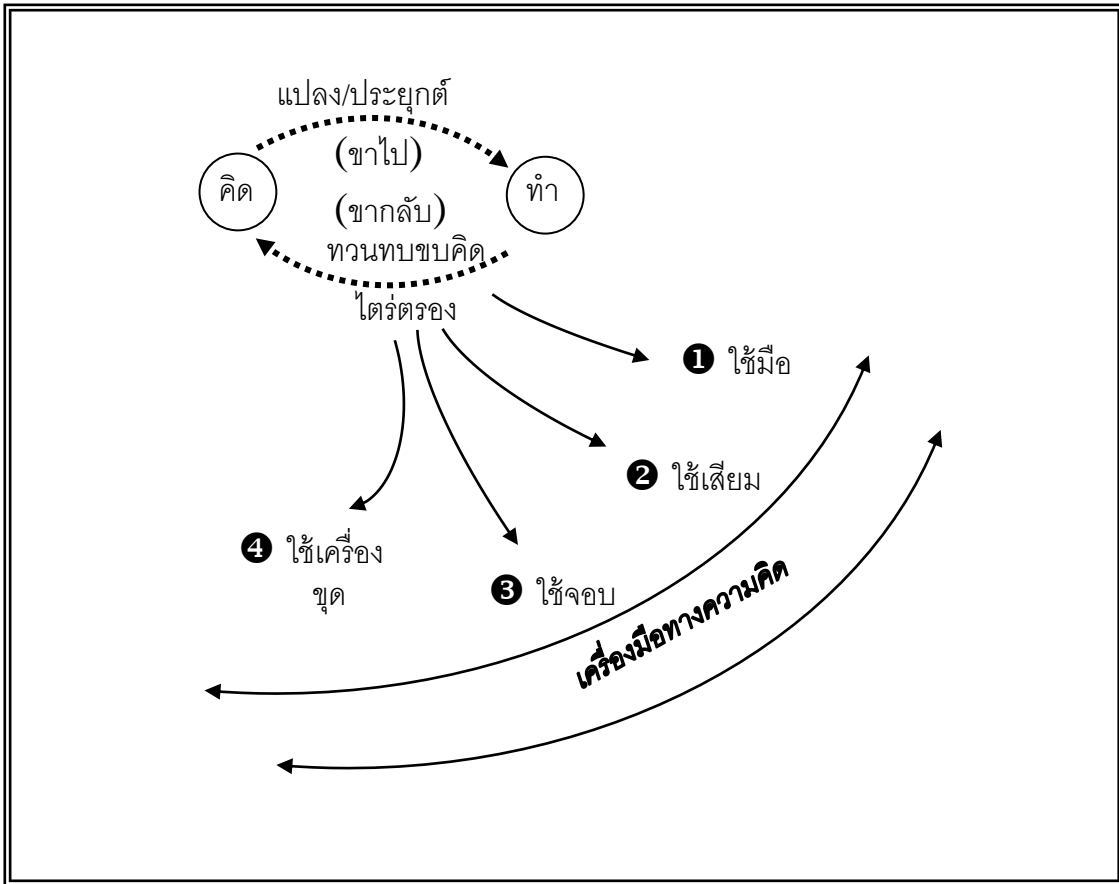 แปลง/ประยุกต์
(ขาไป)
คิด
ทำ
(ขากลับ)
ทวนทบขบคิด
ไตร่ตรอง
❶ ใช้มือ
❷ ใช้เสียม
❹ ใช้เครื่อง
ขุด
❸ ใช้จอบ
เครื่องมือทางความคิด